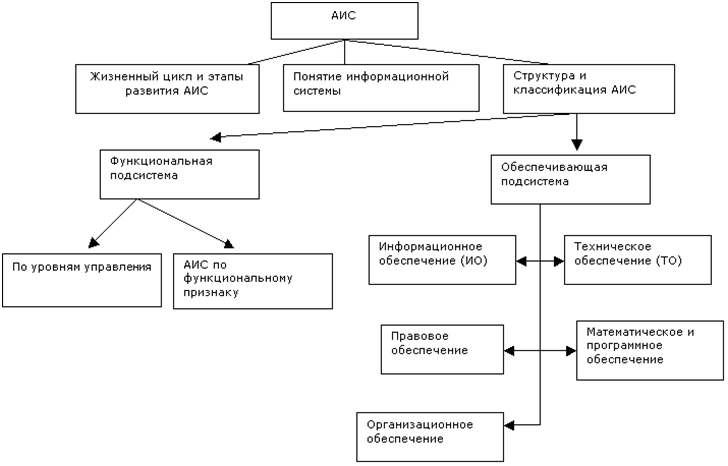 АИС
Жизненный цикл и этапы
развития АИС
Понятие информационной
системы
Структура и
классификация АИС
Функциональная
подсистема
Обеспечивающая
подсистема
По уровням управления
АИС по
функциональному
признаку
Информационное
обеспечение (ИО)
Техническое
обеспечение (ТО)
Правовое
обеспечение
Математическое и
программное
обеспечение
Организационное
обеспечение